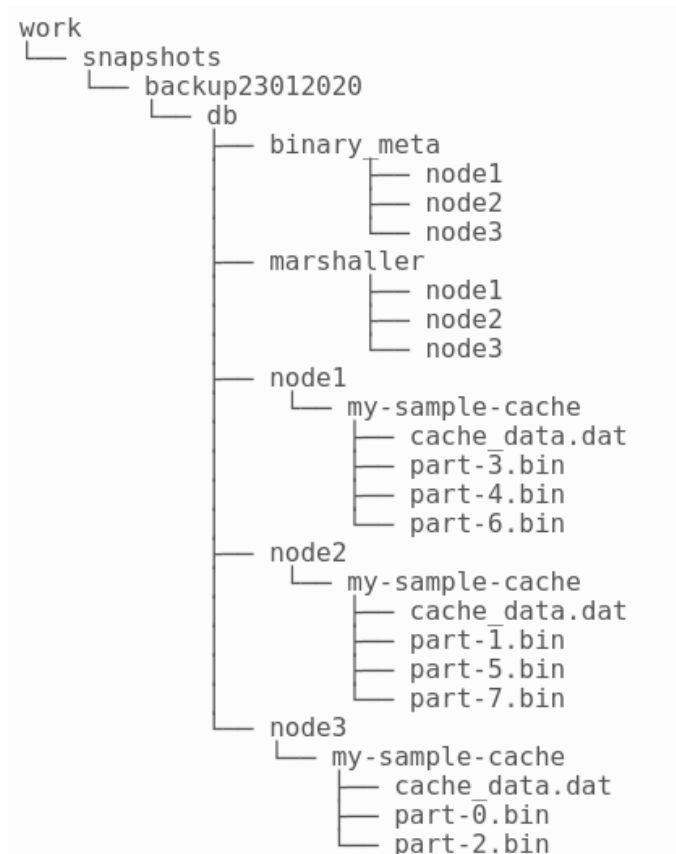 work
└── snapshots
└── backup23012020
└── db
├── binary_meta
├── node1
├── node2
└── node3
├── marshaller
├── node1
├── node2
└── node3
├── node1
└── my-sample-cache
├── cache_data.dat
├── part-3.bin
├── part-4.bin
└── part-6.bin
├── node2
└── my-sample-cache
├── cache_data.dat
├── part-1.bin
├── part-5.bin
└── part-7.bin
└── node3
└── my-sample-cache
├── cache_data.dat
├── part-0.bin
└── part-2.bin